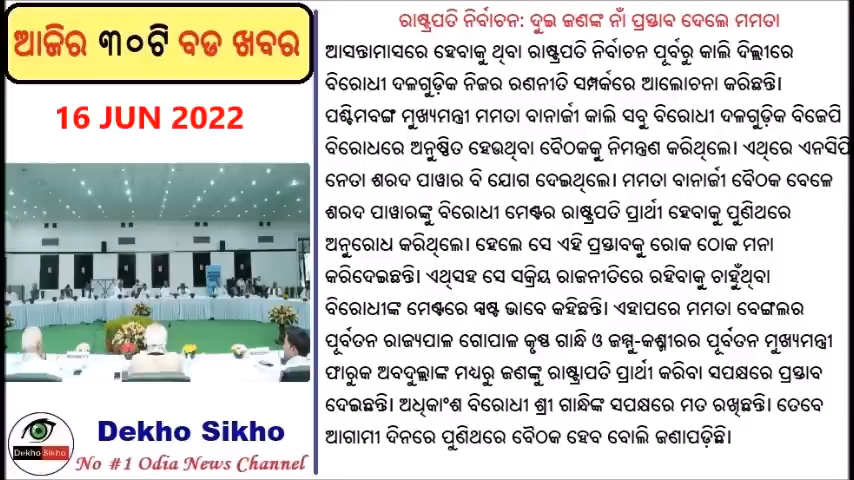 ଆଜିର ୩୦ଟି ବଡ ଖବର
16 JUN 2022
Dekho Sikho
Dekho Sikho
No #1 Odia News Channel
ରାଷ୍ଟ୍ରପତି ନିର୍ବାଚନ: ଦୁଇ ଜଣଙ୍କ ନାଁ ପ୍ରସ୍ତାବ ଦେଲେ ମମତା
ଆସନ୍ତାମାସରେ ହେବାକୁ ଥିବା ରାଷ୍ଟ୍ରପତି ନିର୍ବାଚନ ପୂର୍ବରୁ କାଲି ଦିଲ୍ଲୀରେ
ବିରୋଧୀ ଦଳଗୁଡ଼ିକ ନିଜର ରଣନୀତି ସମ୍ପର୍କରେ ଆଲୋଚନା କରିଛନ୍ତି।
ପଶ୍ଚିମବଙ୍ଗ ମୁଖ୍ୟମନ୍ତ୍ରୀ ମମତା ବାନାର୍ଜୀ କାଲି ସବୁ ବିରୋଧୀ ଦଳଗୁଡ଼ିକ ବିଜେପି
ବିରୋଧରେ ଅନୁଷ୍ଠିତ ହେଉଥିବା ବୈଠକକୁ ନିମନ୍ତ୍ରଣ କରିଥିଲେ। ଏଥିରେ ଏନସିପି
ନେତା ଶରଦ ପାୱାର ବି ଯୋଗ ଦେଇଥିଲେ। ମମତା ବାନାର୍ଜୀ ବୈଠକ ବେଳେ
ଶରଦ ପାୱାରଙ୍କୁ ବିରୋଧୀ ମେଣ୍ଟର ରାଷ୍ଟ୍ରପତି ପ୍ରାର୍ଥୀ ହେବାକୁ ପୁଣିଥରେ
ଅନୁରୋଧ କରିଥିଲେ। ହେଲେ ସେ ଏହି ପ୍ରସ୍ତାବକୁ ରୋକ ଠୋକ ମନା
କରିଦେଇଛନ୍ତି। ଏଥିସହ ସେ ସକ୍ରିୟ ରାଜନୀତିରେ ରହିବାକୁ ଚାହୁଁଥିବା
ବିରୋଧୀଙ୍କ ମେଣ୍ଟରେ ସ୍ପଷ୍ଟ ଭାବେ କହିଛନ୍ତି। ଏହାପରେ ମମତା ବେଙ୍ଗଲର
ପୂର୍ବତନ ରାଜ୍ୟପାଳ ଗୋପାଳ କୃଷ୍ଣ ଗାନ୍ଧି ଓ ଜମ୍ମୁ-କଶ୍ମୀରର ପୂର୍ବତନ ମୁଖ୍ୟମନ୍ତ୍ରୀ
ଫାରୁକ ଅବଦୁଲ୍ଲାଙ୍କ ମଧ୍ୟରୁ ଜଣଙ୍କୁ ରାଷ୍ଟ୍ରାପତି ପ୍ରାର୍ଥୀ କରିବା ସପକ୍ଷରେ ପ୍ରସ୍ତାବ
ଦେଇଛନ୍ତି। ଅଧିକାଂଶ ବିରୋଧୀ ଶ୍ରୀ ଗାନ୍ଧିଙ୍କ ସପକ୍ଷରେ ମତ ରଖିଛନ୍ତି। ତେବେ
ଆଗାମୀ ଦିନରେ ପୁଣିଥରେ ବୈଠକ ହେବ ବୋଲି ଜଣାପଡ଼ିଛି।